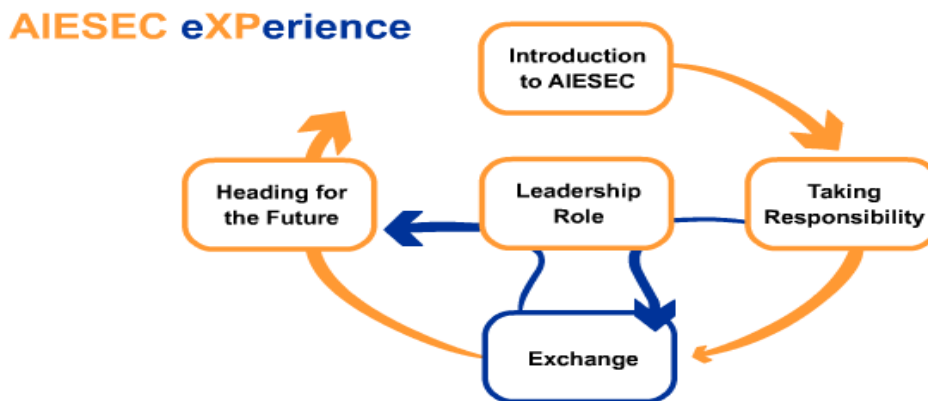 AIESEC eXPerience
Introduction
to AIESEC
Heading for
the Future
Leadership
Role
Taking
Responsibility
Exchange